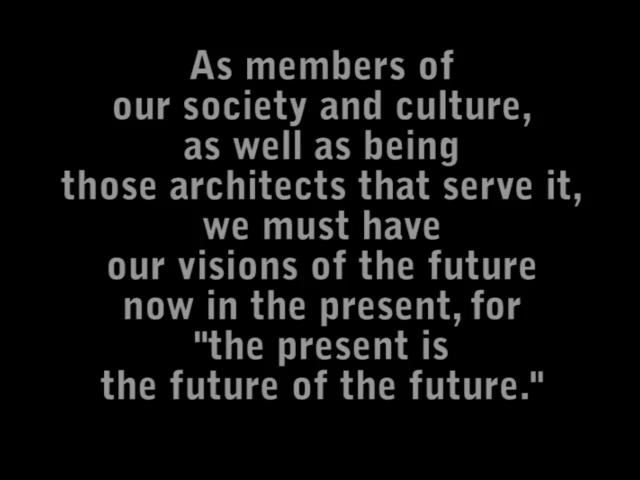 As members of
our society and culture,
as well as being
those architects that serve it,
we must have
our visions of the future
now in the present, for
"the present is
the future of the future."